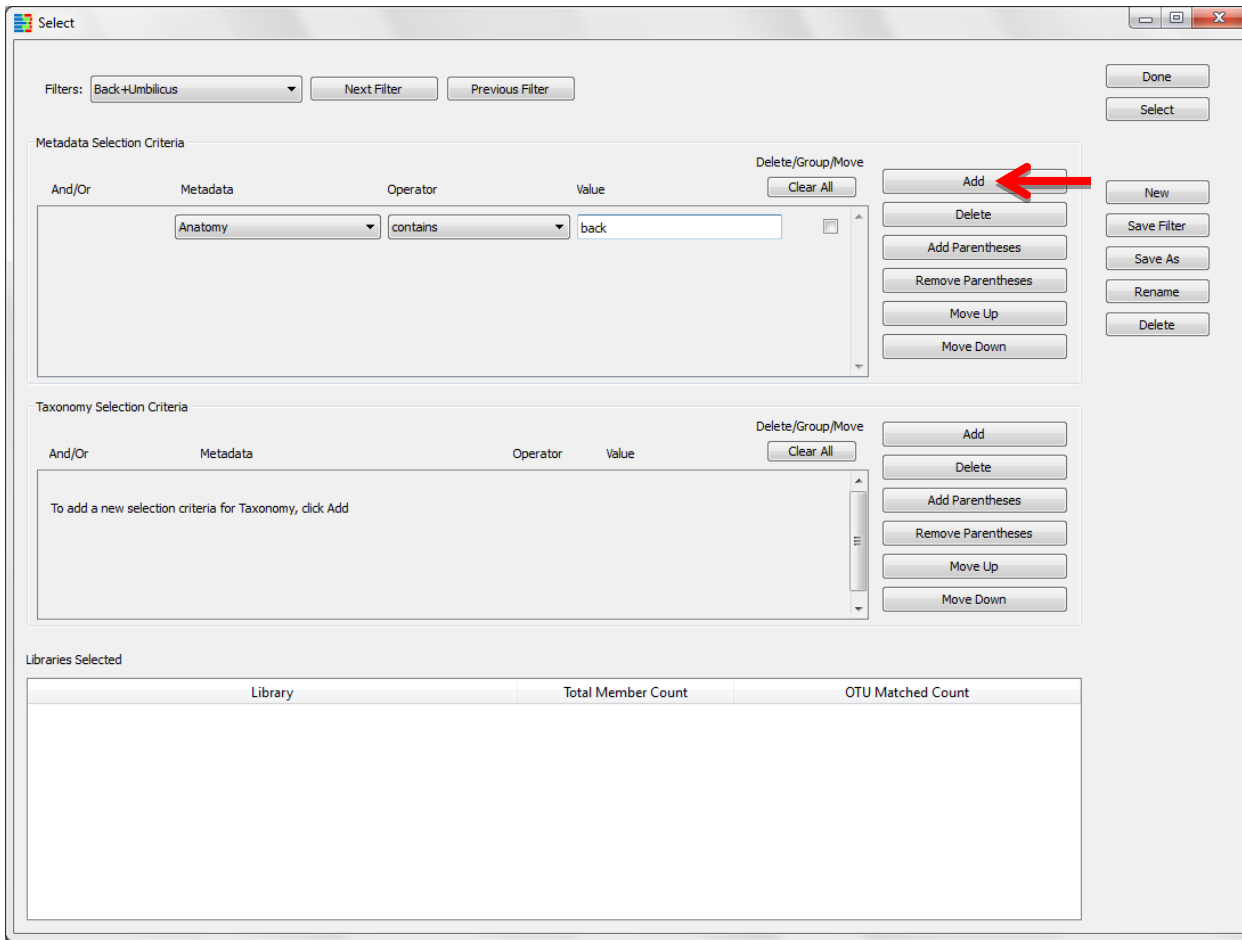 Select
Filters: Back+Umbilicus Next Filter Previous Filter
Done
Select
Metadata Selection Criteria
Delete/Group/Move
And/Or Metadata Operator Value Clear All
Anatomy contains back
Add
Delete
Add Parentheses
Remove Parentheses
Move Up
Move Down
New
Save Filter
Save As
Rename
Delete
Taxonomy Selection Criteria
Delete/Group/Move
And/Or Metadata Operator Value Clear All
To add a new selection criteria for Taxonomy, click Add
Add
Delete
Add Parentheses
Remove Parentheses
Move Up
Move Down
Libraries Selected
Library Total Member Count OTU Matched Count